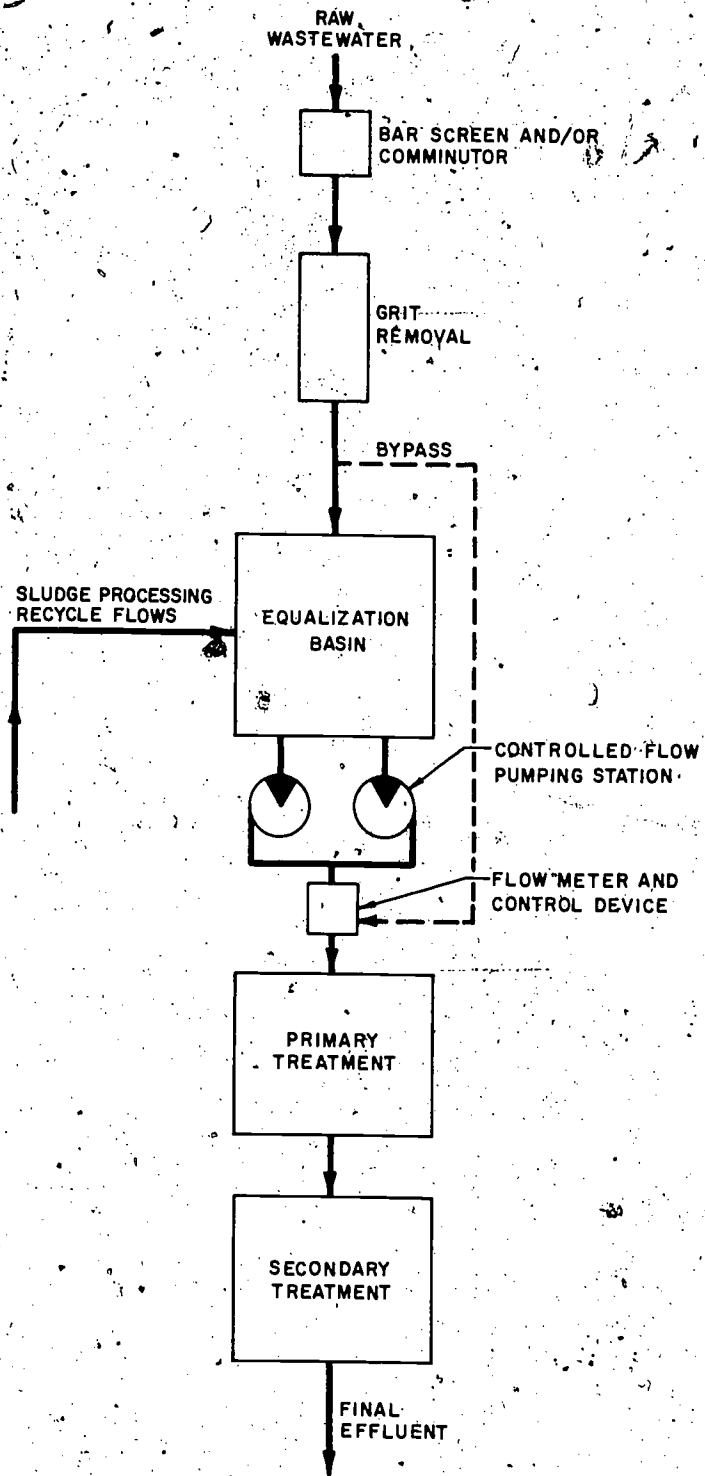 RAW
WASTEWATER
BAR SCREEN AND/OR
COMMINUTOR
GRIT
REMOVAL
BYPASS
SLUDGE PROCESSING
RECYCLE FLOWS
EQUALIZATION
BASIN
CONTROLLED FLOW
PUMPING STATION
FLOW METER AND
CONTROL DEVICE
PRIMARY
TREATMENT
SECONDARY
TREATMENT
FINAL
EFFLUENT